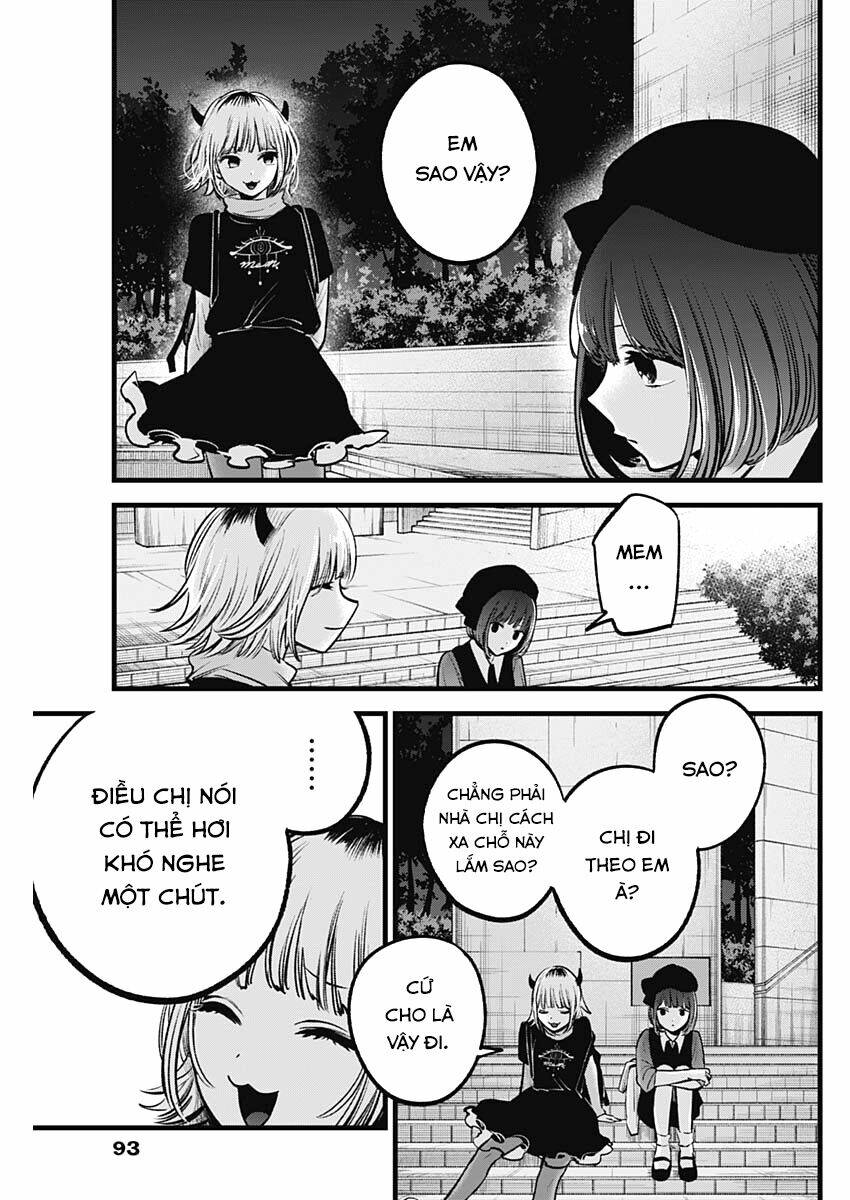 EM
SAO VẬY?
mem
MEM
...
SAO?
CHỊ ĐI
THEO EM
À?
CHẲNG PHẢI
NHÀ CHỊ CÁCH
XA CHỖ NÀY
LẮM SAO?
CỨ
CHO LÀ
VẬY ĐI.
......
ĐIỀU CHỊ NÓI
CÓ THỂ HƠI
KHÓ NGHE
MỘT CHÚT.
93